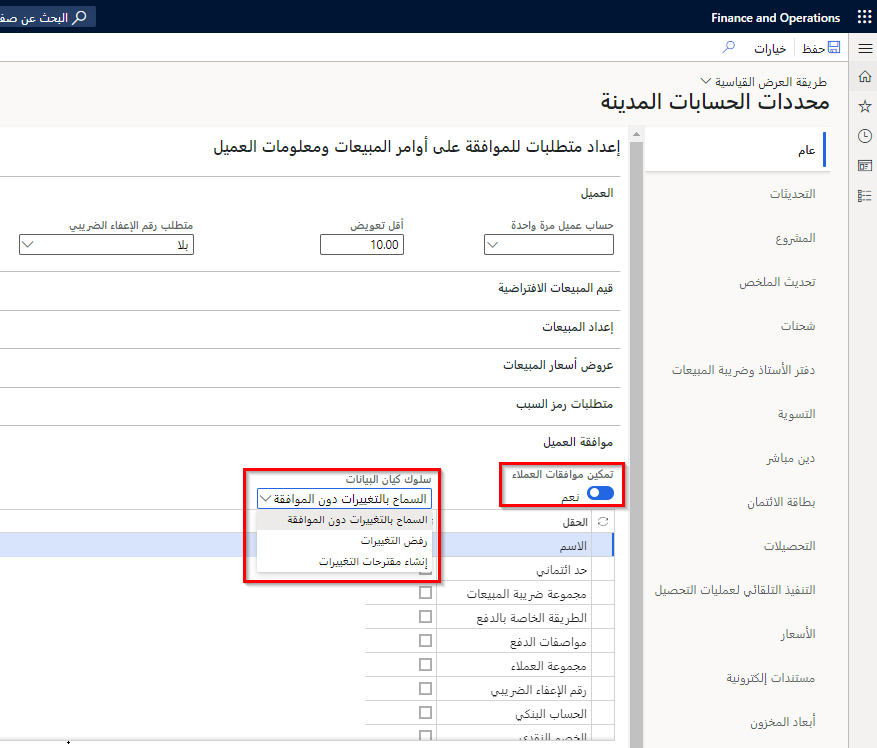 Finance and Operations
البحث عن صف
حفظ
خيارات
طريقة العرض القياسية
محددات الحسابات المدينة
عام
التحديثات
المشروع
تحديث الملخص
شحنات
دفتر الأستاذ وضريبة المبيعات
التسوية
دين مباشر
بطاقة الائتمان
التحصيلات
التنفيذ التلقائي لعمليات التحصيل
الأسعار
مستندات إلكترونية
أبعاد المخزون
إعداد متطلبات للموافقة على أوامر المبيعات ومعلومات العميل
العميل
حساب عميل مرة واحدة
أقل تعويض
متطلب رقم الإعفاء الضريبي
10.00
بلا
قيم المبيعات الافتراضية
إعداد المبيعات
عروض أسعار المبيعات
متطلبات رمز السبب
موافقة العميل
تمكين موافقات العملاء
نعم
سلوك كيان البيانات
السماح بالتغييرات دون الموافقة
السماح بالتغييرات دون الموافقة
رفض التغييرات
إنشاء مقترحات التغييرات
الحقل
الاسم
حد ائتماني
مجموعة ضريبة المبيعات
الطريقة الخاصة بالدفع
مواصفات الدفع
مجموعة العملاء
رقم الإعفاء الضريبي
الحساب البنكي
الخصم النقدي